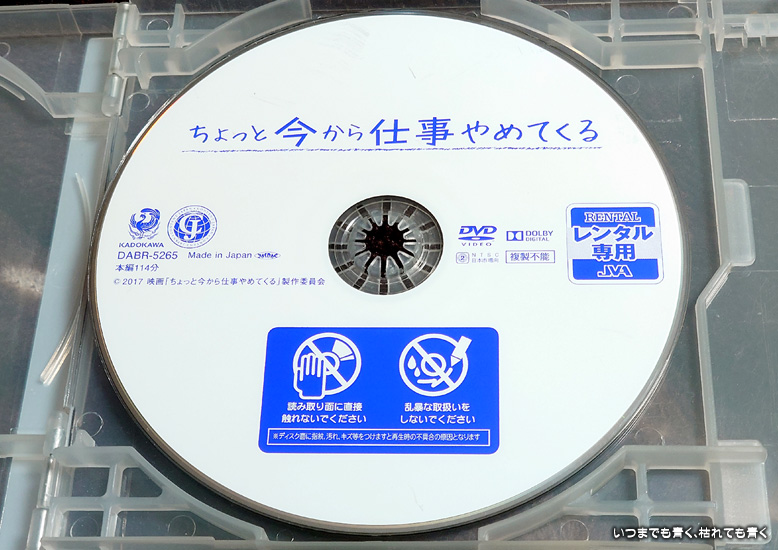 ちょっと今から仕事やめてくる
KADOKAWA
DABR-5265 Made in Japan
本編114分
© 2017 映画「ちょっと今から仕事やめてくる」製作委員会
DVD
VIDEO
DOLBY
DIGITAL
2
NTSC
日本市場向
複製不能
RENTAL
レンタル
専用
JVA
読み取り面に直接
触れないでください
乱暴な取扱いを
しないでください
※ディスク面に指紋、汚れ、キズ等をつけますと再生時の不具合の原因となります
いつまでも青く、枯れても青く